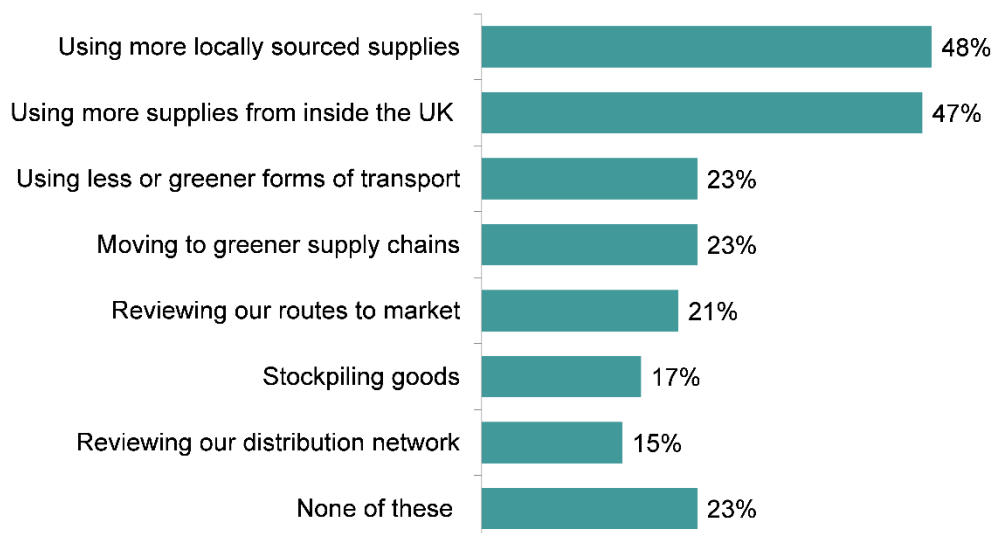 Using more locally sourced supplies 48%
Using more supplies from inside the UK 47%
Using less or greener forms of transport 23%
Moving to greener supply chains 23%
Reviewing our routes to market 21%
Stockpiling goods 17%
Reviewing our distribution network 15%
None of these 23%